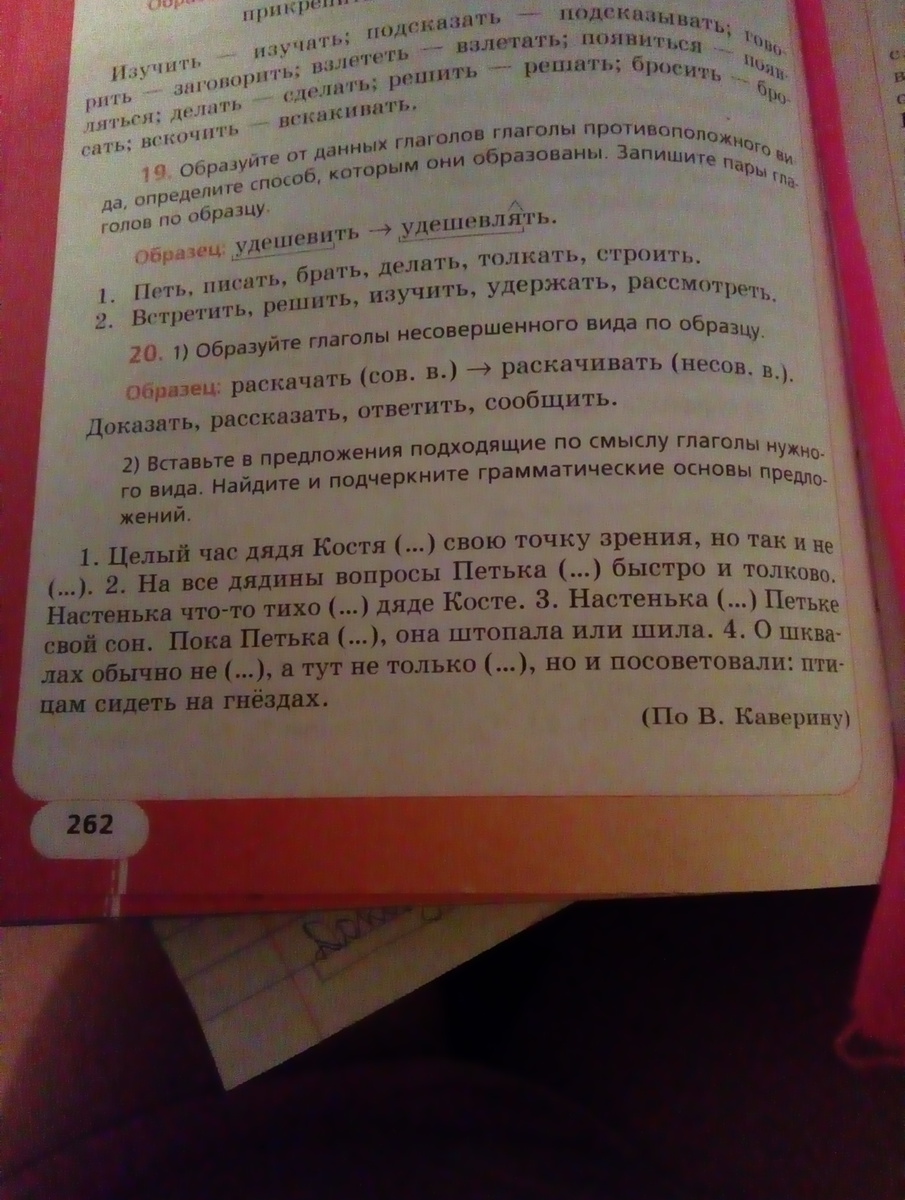 прикрепи
Изучить — изучать; подсказать — подсказывать; гово-
рить — заговорить; взлететь — взлетать; появиться — появ-
ляться; делать — сделать; решить — решать; бросить — бро-
сать; вскочить — вскакивать.
19. Образуйте от данных глаголов глаголы противоположного ви-
да, определите способ, которым они образованы. Запишите пары гла-
голов по образцу.
Образец: удешевить → удешевлять.
1. Петь, писать, брать, делать, толкать, строить.
2. Встретить, решить, изучить, удержать, рассмотреть.
20. 1) Образуйте глаголы несовершенного вида по образцу.
Образец: раскачать (сов. в.) → раскачивать (несов. в.).
Доказать, рассказать, ответить, сообщить.
2) Вставьте в предложения подходящие по смыслу глаголы нужно-
го вида. Найдите и подчеркните грамматические основы предло-
жений.
1. Целый час дядя Костя (...) свою точку зрения, но так и не
(...). 2. На все дядины вопросы Петька (...) быстро и толково.
Настенька что-то тихо (...) дяде Косте. 3. Настенька (...) Петьке
свой сон. Пока Петька (...), она штопала или шила. 4. О шква-
лах обычно не (...), а тут не только (...), но и посоветовали: пти-
цам сидеть на гнёздах.
(По В. Каверину)
262